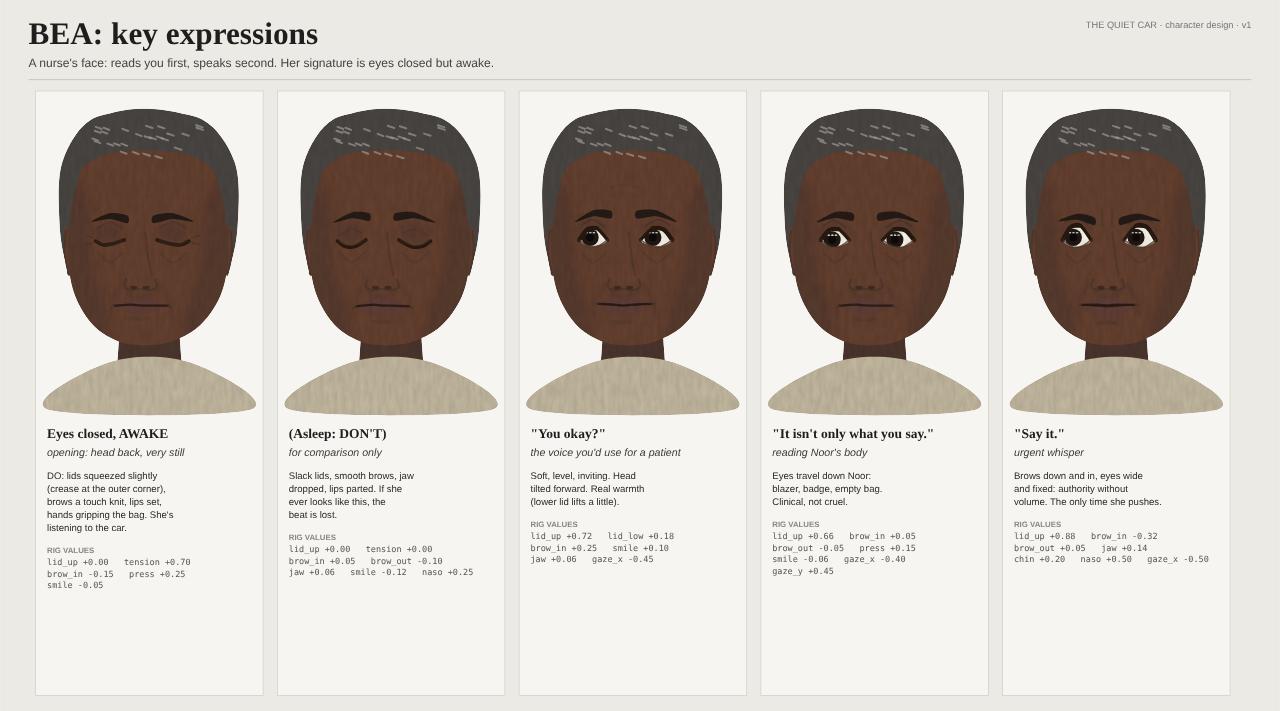 BEA: key expressions
THE QUIET CAR · character design · v1
A nurse's face: reads you first, speaks second. Her signature is eyes closed but awake.
Eyes closed, AWAKE
opening: head back, very still
DO: lids squeezed slightly
(crease at the outer corner),
brows a touch knit, lips set,
hands gripping the bag. She's
listening to the car.
RIG VALUES
lid_up +0.00 tension +0.70
brow_in -0.15 press +0.25
smile -0.05
(Asleep: DON'T)
for comparison only
Slack lids, smooth brows, jaw
dropped, lips parted. If she
ever looks like this, the
beat is lost.
RIG VALUES
lid_up +0.00 tension +0.00
brow_in +0.05 brow_out -0.10
jaw +0.06 smile -0.12 naso +0.25
"You okay?"
the voice you'd use for a patient
Soft, level, inviting. Head
tilted forward. Real warmth
(lower lid lifts a little).
RIG VALUES
lid_up +0.72 lid_low +0.18
brow_in +0.25 smile +0.10
jaw +0.06 gaze_x -0.45
"It isn't only what you say."
reading Noor's body
Eyes travel down Noor:
blazer, badge, empty bag.
Clinical, not cruel.
RIG VALUES
lid_up +0.66 brow_in +0.05
brow_out -0.05 press +0.15
smile -0.06 gaze_x -0.40
gaze_y +0.45
"Say it."
urgent whisper
Brows down and in, eyes wide
and fixed: authority without
volume. The only time she pushes.
RIG VALUES
lid_up +0.88 brow_in -0.32
brow_out +0.05 jaw +0.14
chin +0.20 naso +0.50 gaze_x -0.50